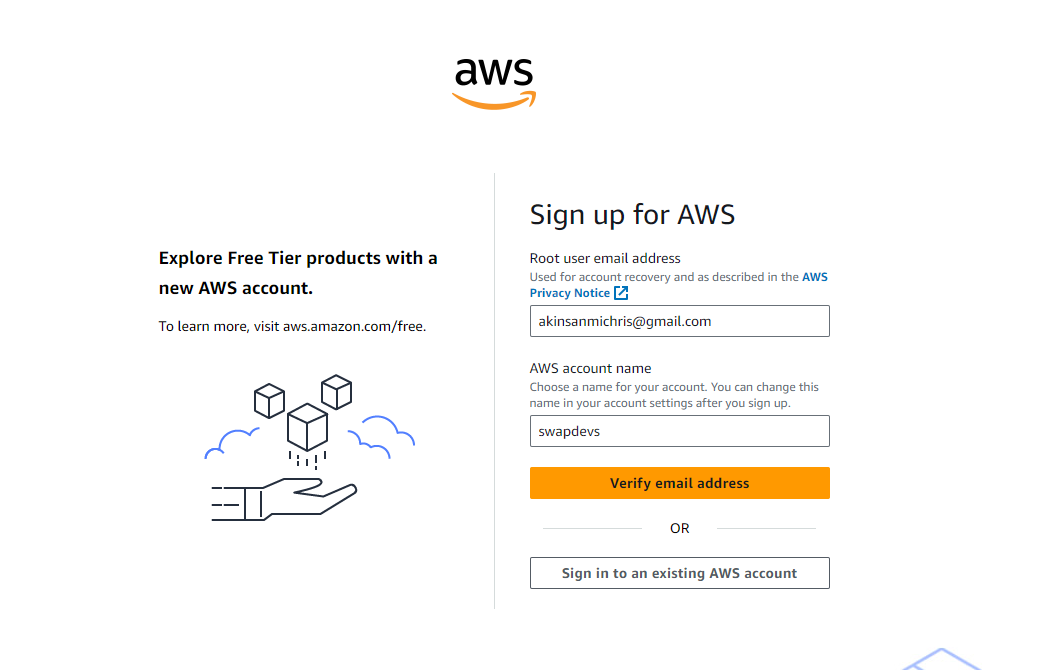 aws
Explore Free Tier products with a
new AWS account.
To learn more, visit aws.amazon.com/free.
Sign up for AWS
Root user email address
Used for account recovery and as described in the AWS
Privacy Notice
akinsanmichris@gmail.com
AWS account name
Choose a name for your account. You can change this
name in your account settings after you sign up.
swapdevs
Verify email address
OR
Sign in to an existing AWS account